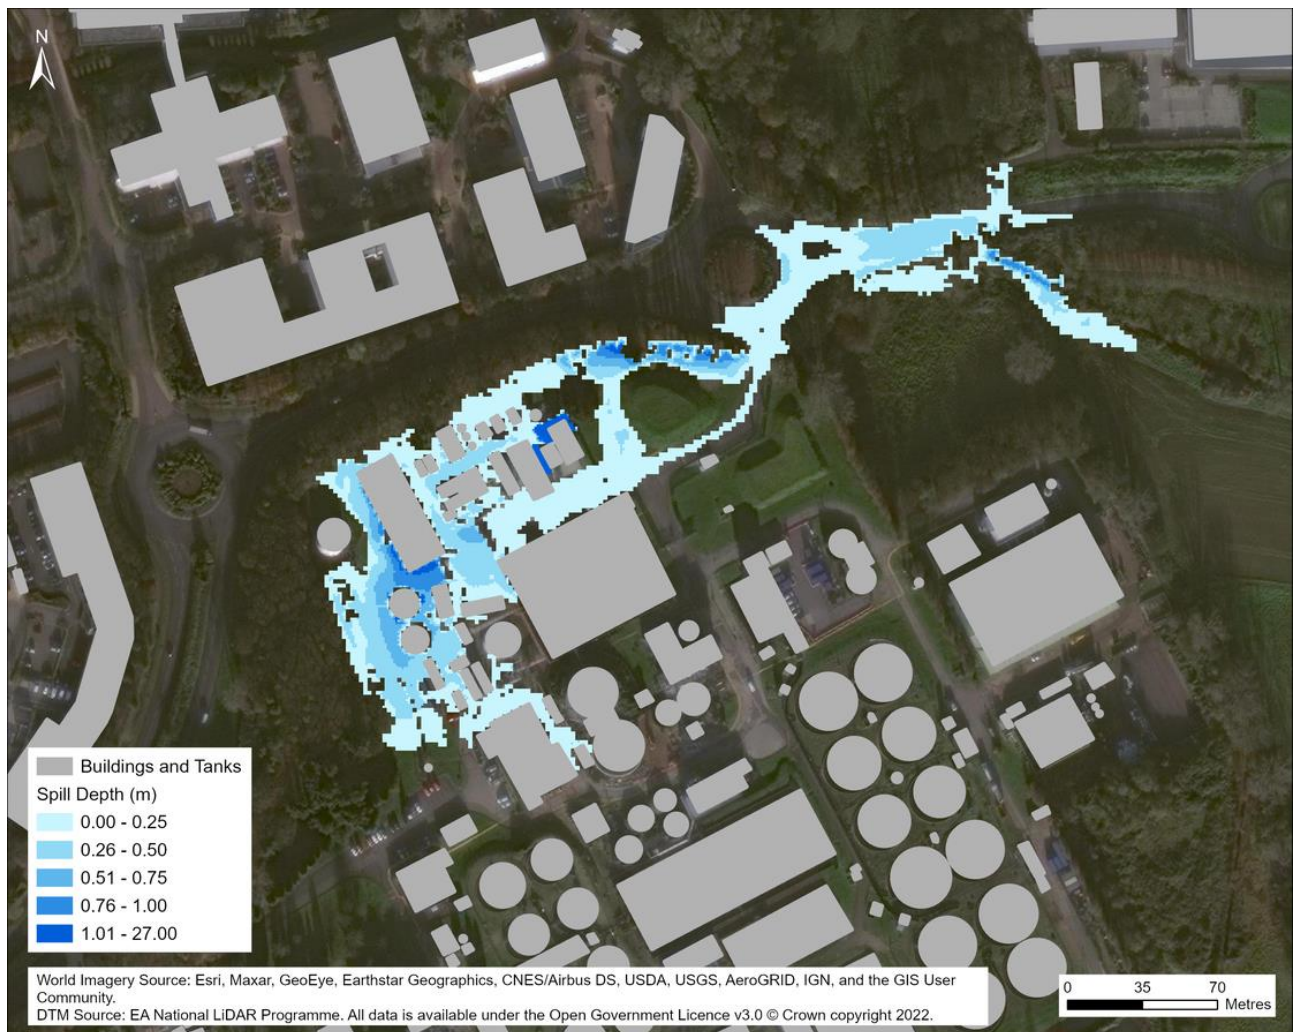 N
Buildings and Tanks
Spill Depth (m)
0.00 - 0.25
0.26 - 0.50
0.51 - 0.75
0.76 - 1.00
1.01 - 27.00
World Imagery Source: Esri, Maxar, GeoEye, Earthstar Geographics, CNES/Airbus DS, USDA, USGS, AeroGRID, IGN, and the GIS User
Community.
DTM Source: EA National LiDAR Programme. All data is available under the Open Government Licence v3.0 © Crown copyright 2022.
0 35 70
Metres